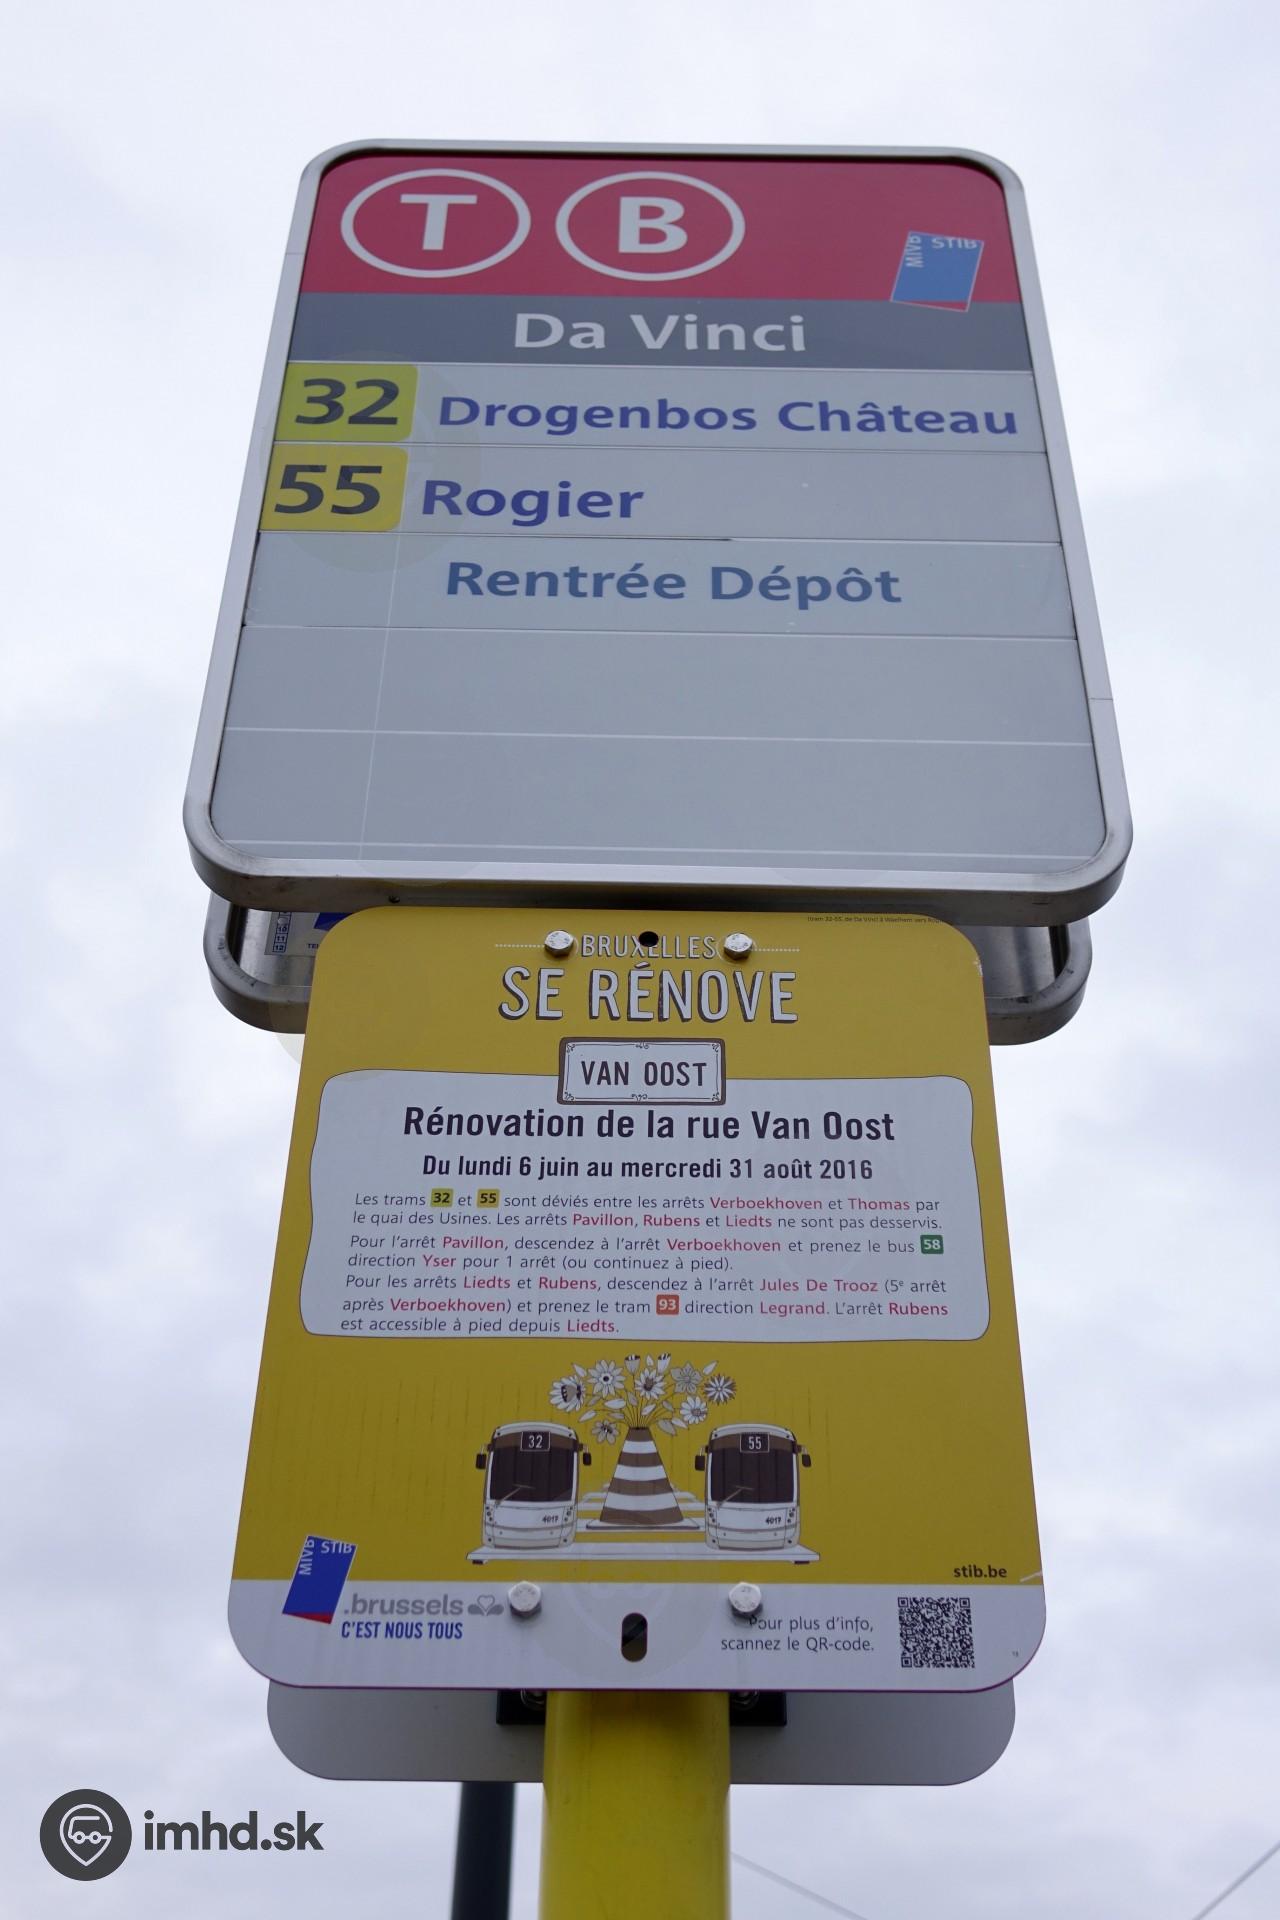 T B
MIVB STIB
Da Vinci
32 Drogenbos Château
55 Rogier
Rentrée Dépôt
10
11
12
BRUXELLES
SE RÉNOVE
VAN OOST
Rénovation de la rue Van Oost
Du lundi 6 juin au mercredi 31 août 2016
Les trams 32 et 55 sont déviés entre les arrêts Verboekhoven et Thomas par
le quai des Usines. Les arrêts Pavillon, Rubens et Liedts ne sont pas desservis.
Pour l'arrêt Pavillon, descendez à l'arrêt Verboekhoven et prenez le bus 58
direction Yser pour 1 arrêt (ou continuez à pied).
Pour les arrêts Liedts et Rubens, descendez à l'arrêt Jules De Trooz (5e arrêt
après Verboekhoven) et prenez le tram 93 direction Legrand. L'arrêt Rubens
est accessible à pied depuis Liedts.
32 55
4017 4017
MIVB STIB
stib.be
.brussels
C'EST NOUS TOUS
Pour plus d'info,
scannez le QR-code.
imhd.sk